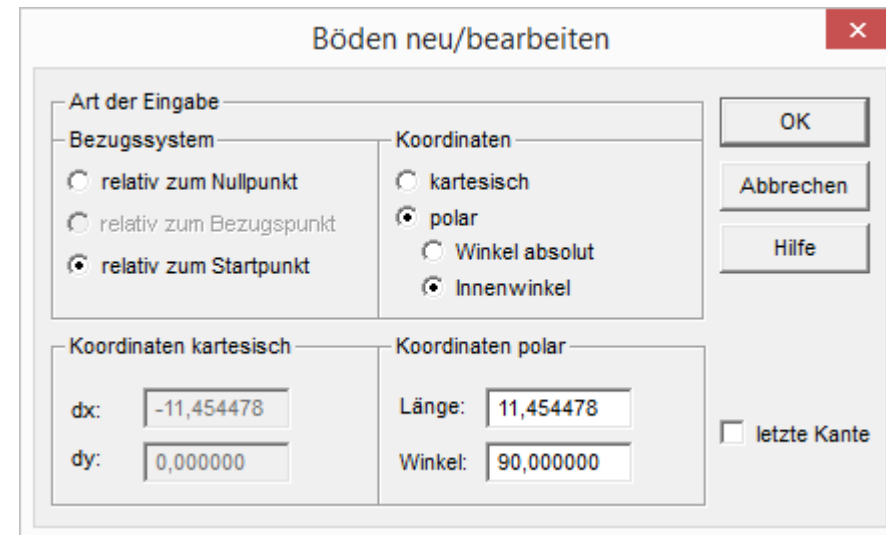 Böden neu/bearbeiten
Art der Eingabe
Bezugssystem
relativ zum Nullpunkt
relativ zum Bezugspunkt
relativ zum Startpunkt
Koordinaten
kartesisch
polar
Winkel absolut
Innenwinkel
OK
Abbrechen
Hilfe
Koordinaten kartesisch
dx: -11,454478
dy: 0,000000
Koordinaten polar
Länge: 11,454478
Winkel: 90,000000
letzte Kante